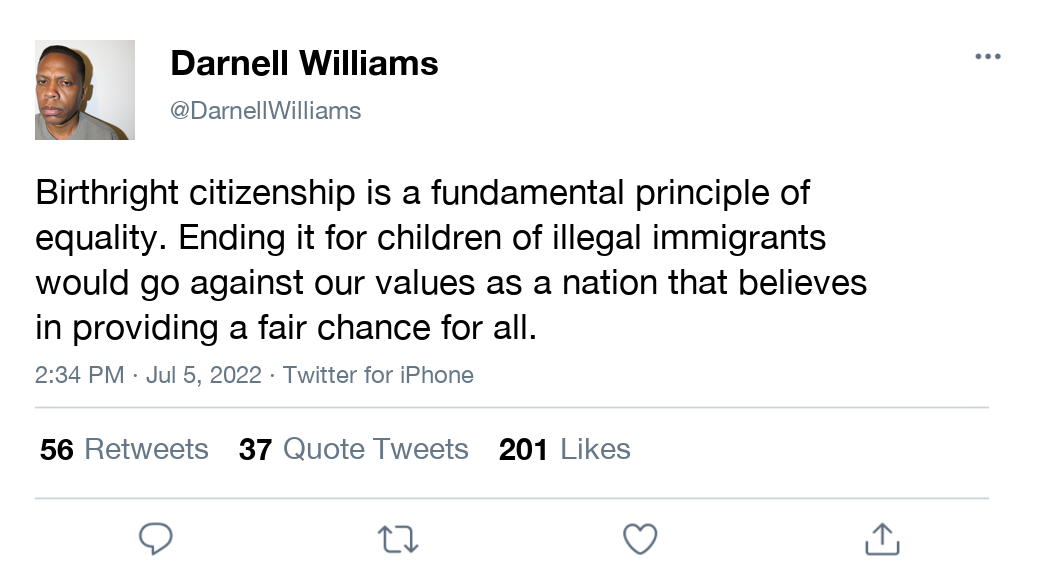 Darnell Williams
@DarnellWilliams
Birthright citizenship is a fundamental principle of
equality. Ending it for children of illegal immigrants
would go against our values as a nation that believes
in providing a fair chance for all.
2:34 PM · Jul 5, 2022 · Twitter for iPhone
56 Retweets 37 Quote Tweets 201 Likes